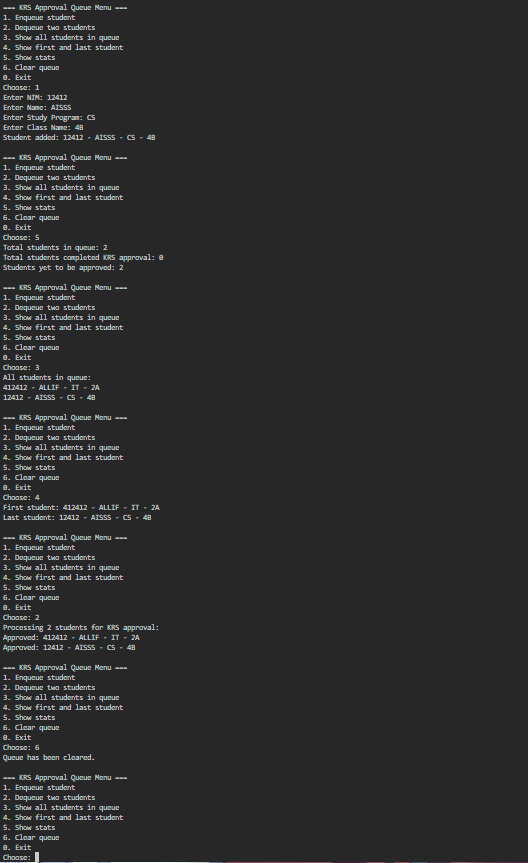 === KRS Approval Queue Menu ===
1. Enqueue student
2. Dequeue two students
3. Show all students in queue
4. Show first and last student
5. Show stats
6. Clear queue
0. Exit
Choose: 1
Enter NIM: 12412
Enter Name: AISSS
Enter Study Program: CS
Enter Class Name: 4B
Student added: 12412 - AISSS - CS - 4B

=== KRS Approval Queue Menu ===
1. Enqueue student
2. Dequeue two students
3. Show all students in queue
4. Show first and last student
5. Show stats
6. Clear queue
0. Exit
Choose: 5
Total students in queue: 2
Total students completed KRS approval: 0
Students yet to be approved: 2

=== KRS Approval Queue Menu ===
1. Enqueue student
2. Dequeue two students
3. Show all students in queue
4. Show first and last student
5. Show stats
6. Clear queue
0. Exit
Choose: 3
All students in queue:
412412 - ALLIF - IT - 2A
12412 - AISSS - CS - 4B

=== KRS Approval Queue Menu ===
1. Enqueue student
2. Dequeue two students
3. Show all students in queue
4. Show first and last student
5. Show stats
6. Clear queue
0. Exit
Choose: 4
First student: 412412 - ALLIF - IT - 2A
Last student: 12412 - AISSS - CS - 4B

=== KRS Approval Queue Menu ===
1. Enqueue student
2. Dequeue two students
3. Show all students in queue
4. Show first and last student
5. Show stats
6. Clear queue
0. Exit
Choose: 2
Processing 2 students for KRS approval:
Approved: 412412 - ALLIF - IT - 2A
Approved: 12412 - AISSS - CS - 4B

=== KRS Approval Queue Menu ===
1. Enqueue student
2. Dequeue two students
3. Show all students in queue
4. Show first and last student
5. Show stats
6. Clear queue
0. Exit
Choose: 6
Queue has been cleared.

=== KRS Approval Queue Menu ===
1. Enqueue student
2. Dequeue two students
3. Show all students in queue
4. Show first and last student
5. Show stats
6. Clear queue
0. Exit
Choose: